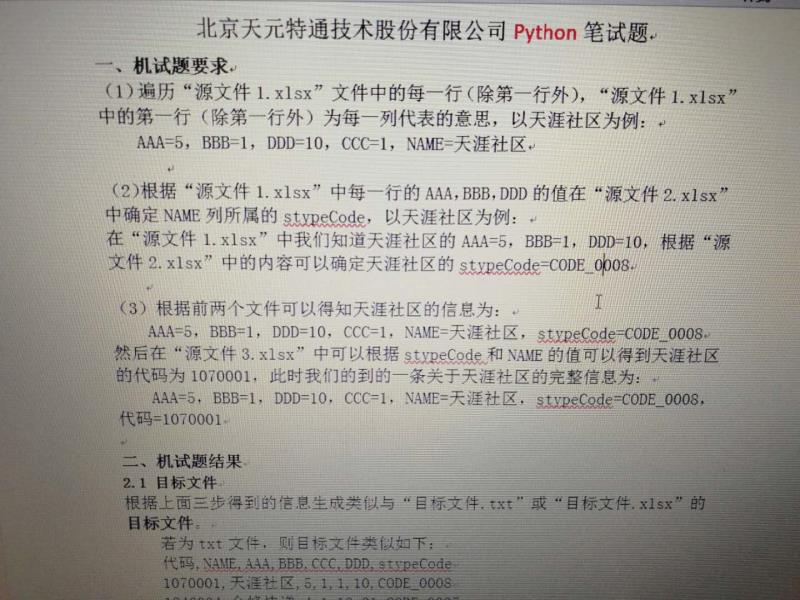 北京天元特通技术股份有限公司 Python 笔试题
一、机试题要求
（1）遍历“源文件 1.xlsx”文件中的每一行（除第一行外），“源文件 1.xlsx”
中的第一行（除第一行外）为每一列代表的意思，以天涯社区为例：
AAA=5，BBB=1，DDD=10，CCC=1，NAME=天涯社区
（2）根据“源文件 1.xlsx”中每一行的 AAA,BBB,DDD 的值在“源文件 2.xlsx”
中确定 NAME 列所属的 stypeCode，以天涯社区为例：
在“源文件 1.xlsx”中我们知道天涯社区的 AAA=5，BBB=1，DDD=10，根据“源
文件 2.xlsx”中的内容可以确定天涯社区的 stypeCode=CODE_0008
（3）根据前两个文件可以得知天涯社区的信息为：
AAA=5，BBB=1，DDD=10，CCC=1，NAME=天涯社区，stypeCode=CODE_0008
然后在“源文件 3.xlsx”中可以根据 stypeCode 和 NAME 的值可以得到天涯社区
的代码为 1070001，此时我们的到的一条关于天涯社区的完整信息为：
AAA=5，BBB=1，DDD=10，CCC=1，NAME=天涯社区，stypeCode=CODE_0008，
代码=1070001
二、机试题结果
2.1 目标文件
根据上面三步得到的信息生成类似与“目标文件.txt”或“目标文件.xlsx”的
目标文件。
若为 txt 文件，则目标文件类似如下：
代码,NAME,AAA,BBB,CCC,DDD,stypeCode
1070001,天涯社区,5,1,1,10,CODE_0008